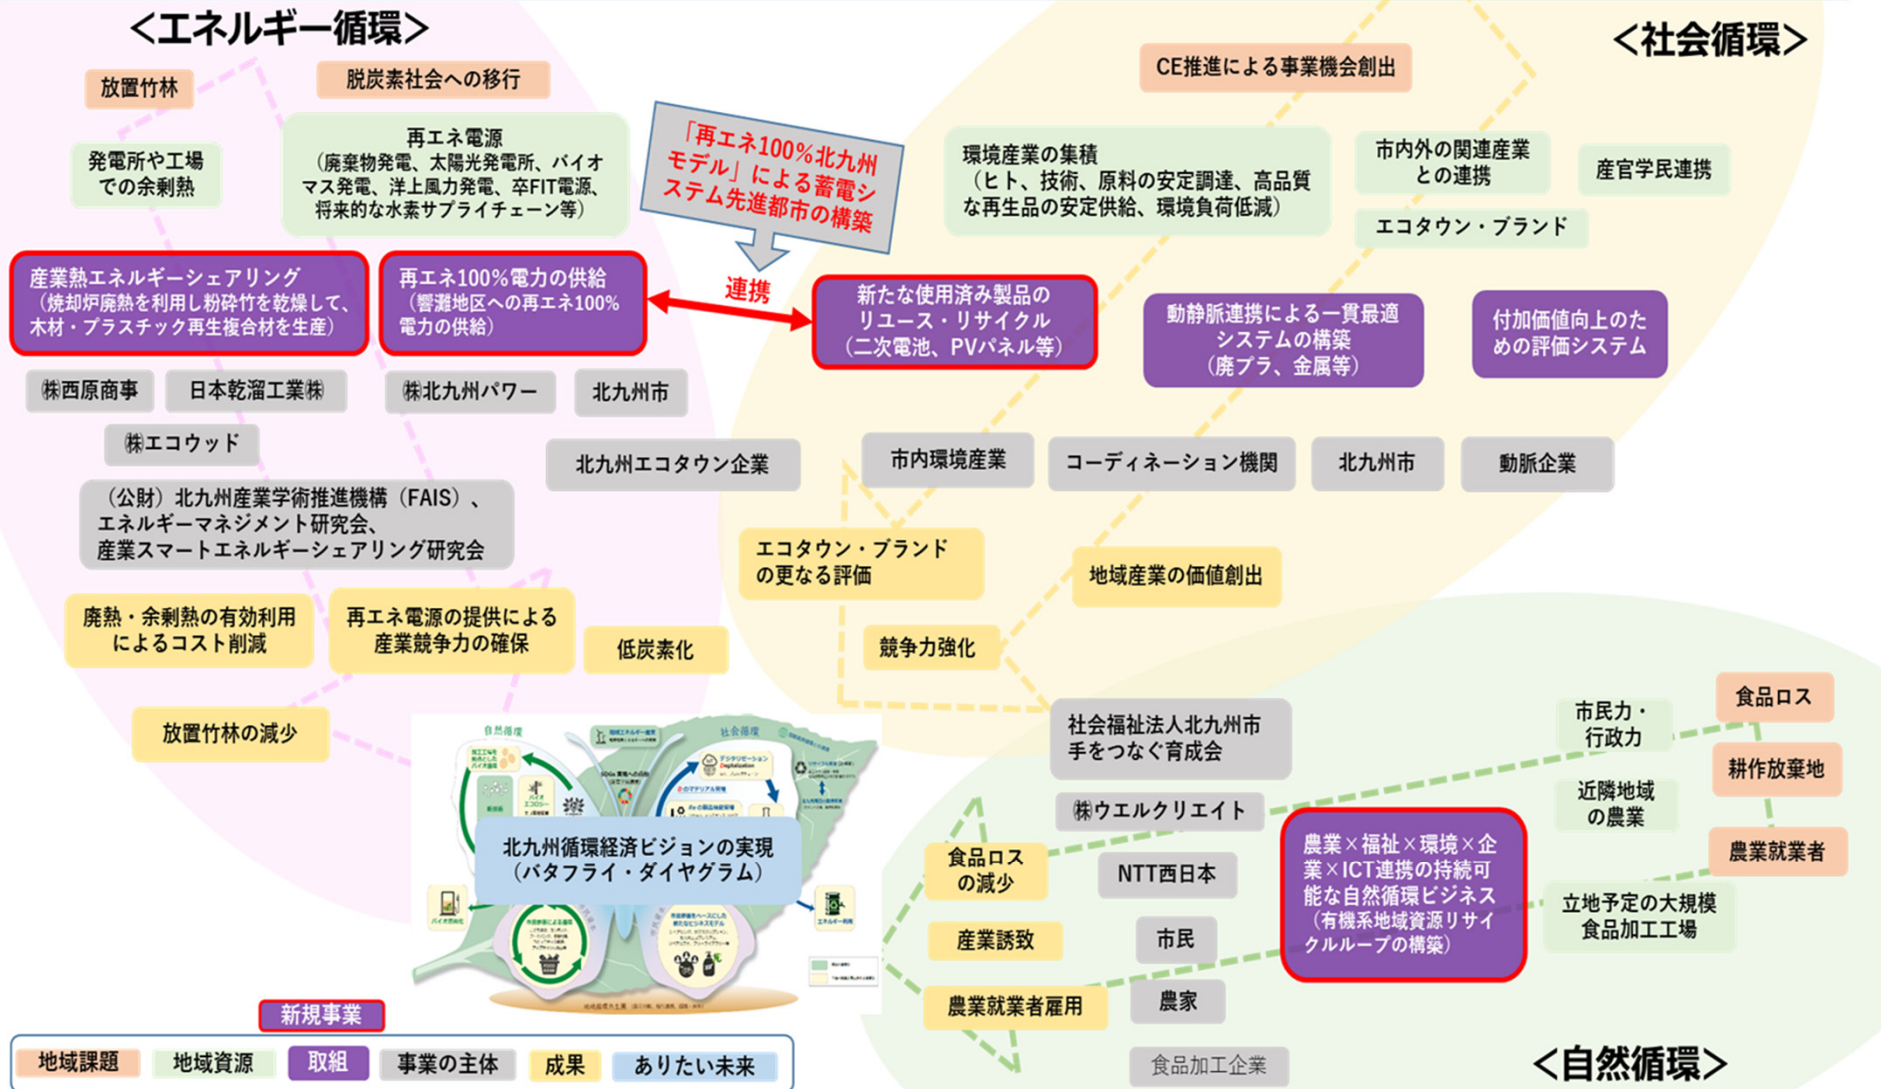 ＜エネルギー循環＞
放置竹林
脱炭素社会への移行
発電所や工場
での余剰熱
再エネ電源
（廃棄物発電、太陽光発電所、バイオ
マス発電、洋上風力発電、卒FIT電源、
将来的な水素サプライチェーン等）
「再エネ100%北九州
モデル」による蓄電シ
ステム先進都市の構築
連携
産業熱エネルギーシェアリング
（焼却炉廃熱を利用し粉砕竹を乾燥して、
木材・プラスチック再生複合材を生産）
再エネ100%電力の供給
（響灘地区への再エネ100%
電力の供給）
㈱西原商事
日本乾溜工業㈱
㈱北九州パワー
北九州市
㈱エコウッド
北九州エコタウン企業
（公財）北九州産業学術推進機構（FAIS）、
エネルギーマネジメント研究会、
産業スマートエネルギーシェアリング研究会
廃熱・余剰熱の有効利用
によるコスト削減
再エネ電源の提供による
産業競争力の確保
低炭素化
放置竹林の減少
＜社会循環＞
CE推進による事業機会創出
環境産業の集積
（ヒト、技術、原料の安定調達、高品質
な再生品の安定供給、環境負荷低減）
市内外の関連産業
との連携
産官学民連携
エコタウン・ブランド
新たな使用済み製品の
リユース・リサイクル
（二次電池、PVパネル等）
動静脈連携による一貫最適
システムの構築
（廃プラ、金属等）
付加価値向上のた
めの評価システム
市内環境産業
コーディネーション機関
北九州市
動脈企業
エコタウン・ブランド
の更なる評価
地域産業の価値創出
競争力強化
社会福祉法人北九州市
手をつなぐ育成会
㈱ウエルクリエイト
NTT西日本
市民
農家
食品加工企業
食品ロス
の減少
産業誘致
農業就業者雇用
農業×福祉×環境×企
業×ICT連携の持続可
能な自然循環ビジネス
（有機系地域資源リサイ
クルループの構築）
市民力・
行政力
近隣地域
の農業
立地予定の大規模
食品加工工場
食品ロス
耕作放棄地
農業就業者
＜自然循環＞
自然循環
社会循環
デジタリゼーション
バイオ
エコロジー
北九州循環経済ビジョンの実現
（バタフライ・ダイヤグラム）
バイオ燃料化
エネルギー利用
新規事業
地域課題
地域資源
取組
事業の主体
成果
ありたい未来